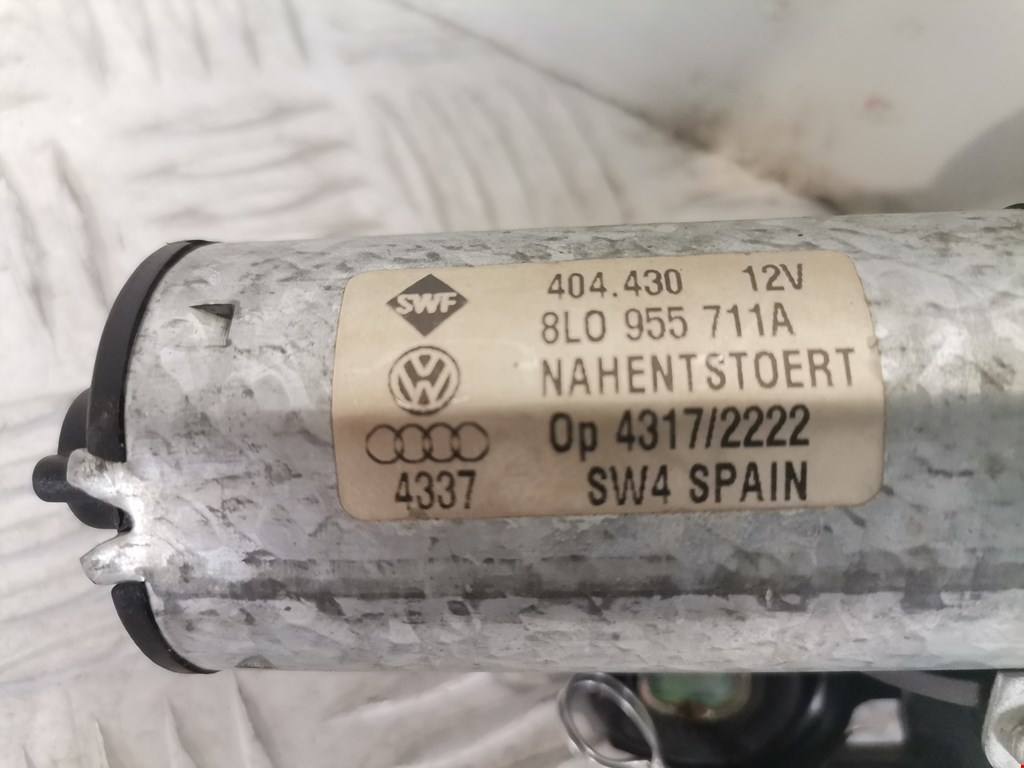 SWF
404.430 12V
8L0 955 711A
NAHENTSTOERT
Op 4317/2222
4337 SW4 SPAIN